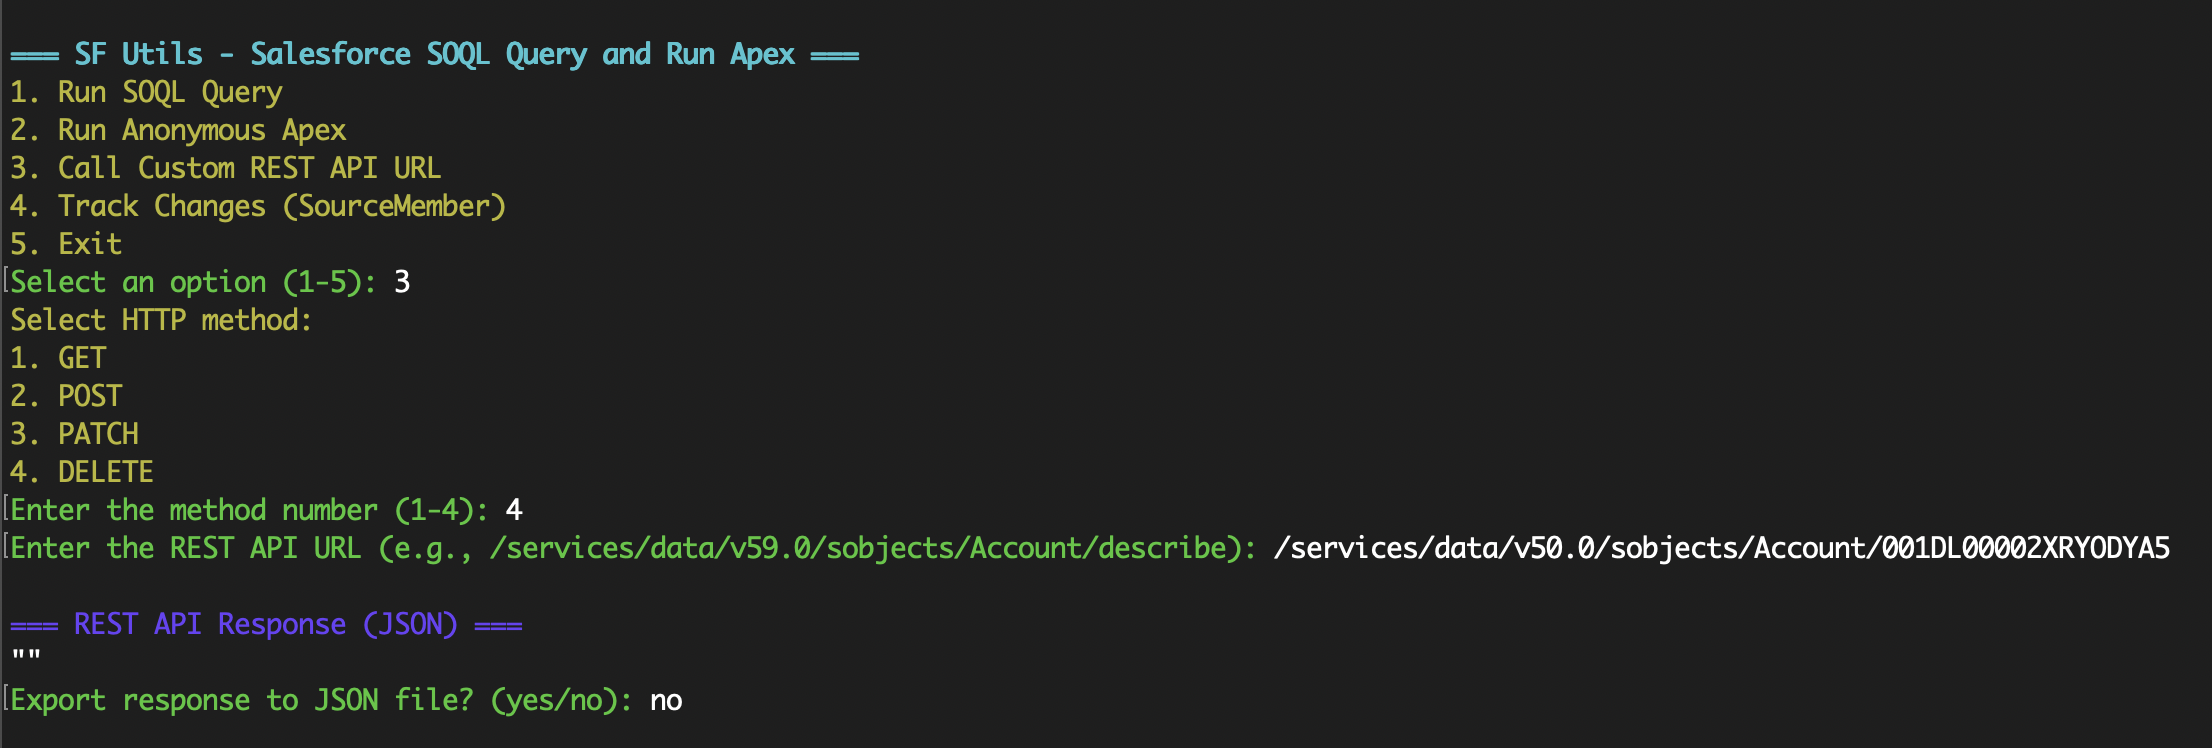 === SF Utils - Salesforce SOQL Query and Run Apex ===
1. Run SOQL Query
2. Run Anonymous Apex
3. Call Custom REST API URL
4. Track Changes (SourceMember)
5. Exit
[Select an option (1-5): 3
Select HTTP method:
1. GET
2. POST
3. PATCH
4. DELETE
[Enter the method number (1-4): 4
[Enter the REST API URL (e.g., /services/data/v59.0/sobjects/Account/describe): /services/data/v50.0/sobjects/Account/001DL00002XRYODYA5
=== REST API Response (JSON) ===
""
[Export response to JSON file? (yes/no): no